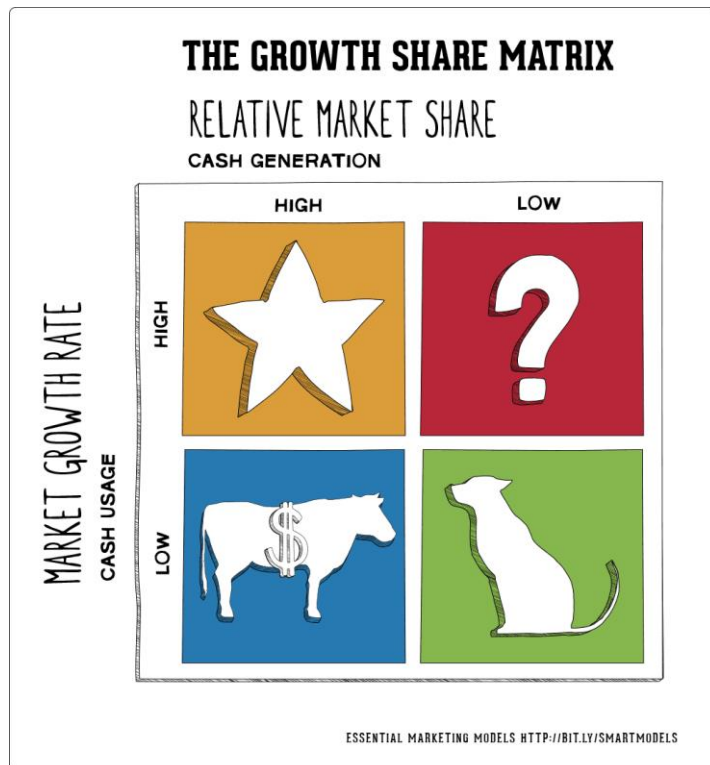 THE GROWTH SHARE MATRIX
RELATIVE MARKET SHARE
CASH GENERATION
HIGH
LOW
MARKET GROWTH RATE
CASH USAGE
HIGH
?
$
LOW
ESSENTIAL MARKETING MODELS HTTP://BIT.LY/SMARTMODELS